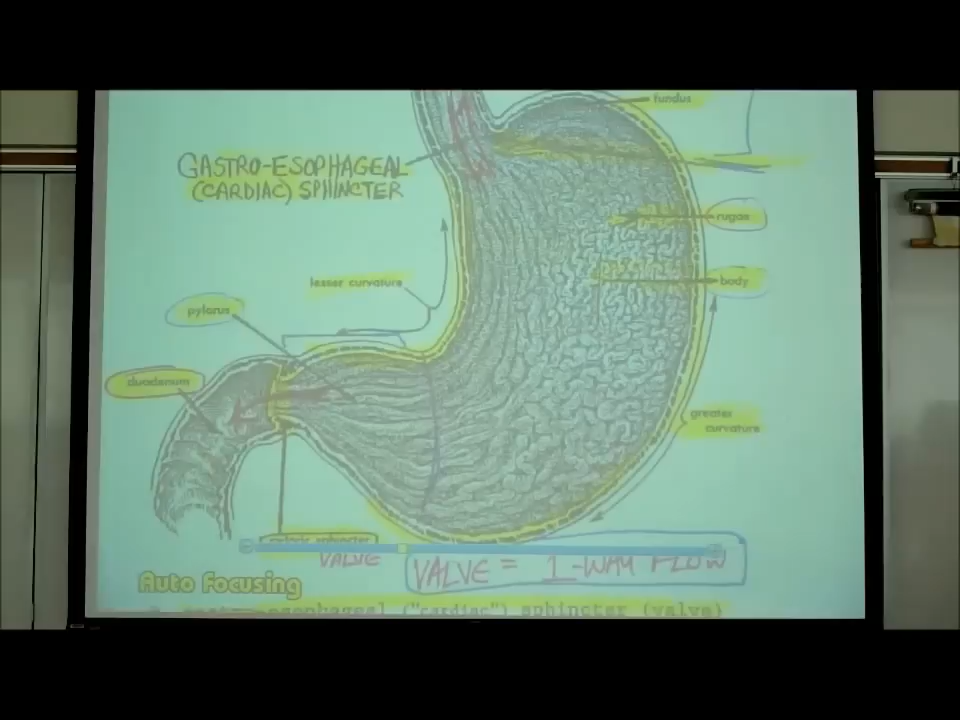 fundus
GASTRO-ESOPHAGEAL
(CARDIAC) SPHINCTER
rugae
lesser curvature
body
pylorus
duodenum
greater
curvature
pyloric sphincter
VALVE
VALVE = 1-WAY FLOW
Auto Focusing
esophageal ("cardiac") sphincter (valve)